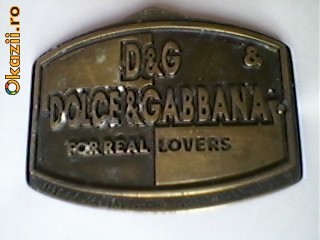 Okazii.ro
D&G &
DOLCE&GABBANA
FOR REAL LOVERS